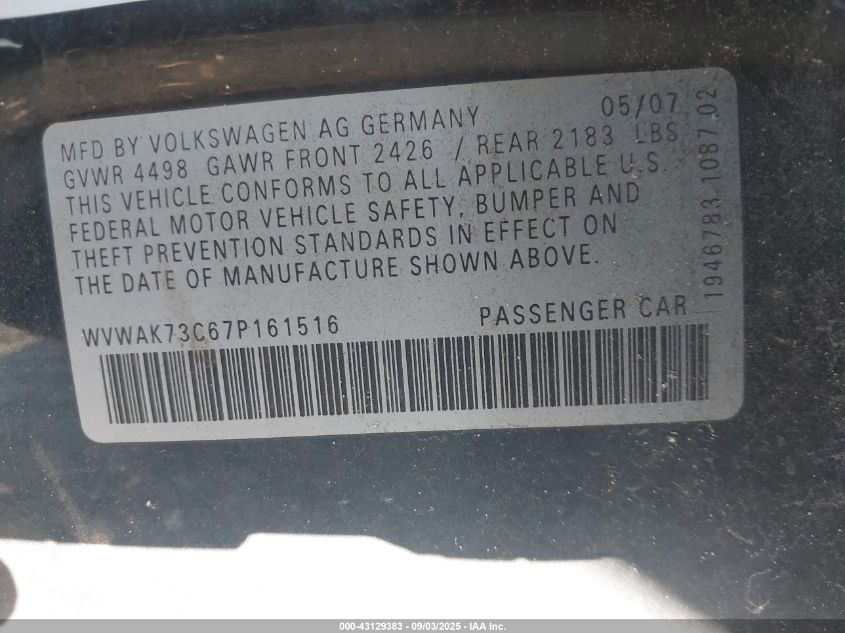 MFD BY VOLKSWAGEN AG GERMANY 05/07
GVWR 4498 GAWR FRONT 2426 / REAR 2183 LBS
THIS VEHICLE CONFORMS TO ALL APPLICABLE U.S.
FEDERAL MOTOR VEHICLE SAFETY, BUMPER AND
THEFT PREVENTION STANDARDS IN EFFECT ON
THE DATE OF MANUFACTURE SHOWN ABOVE.
WVWAK73C67P161516 PASSENGER CAR
1946783 1087 02
000-43129383 - 09/03/2025 - IAA Inc.